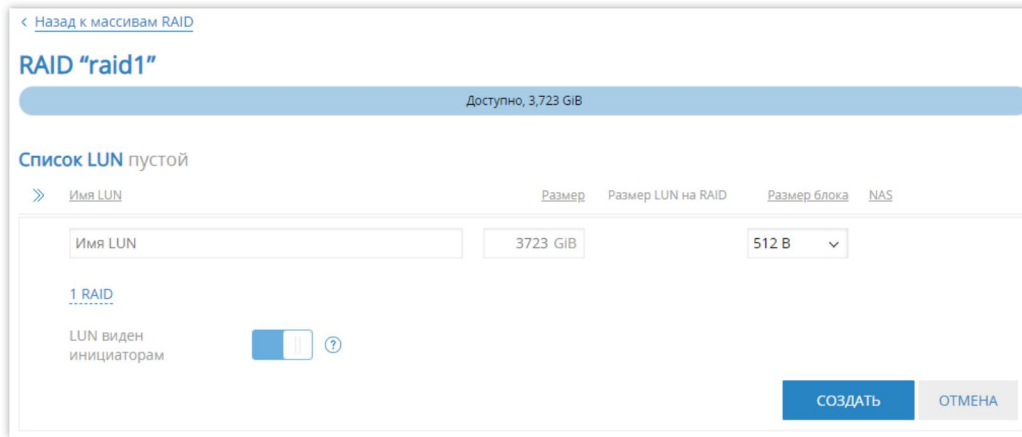 < Назад к массивам RAID
RAID “raid1”
Доступно, 3,723 GiB
Список LUN пустой
» Имя LUN Размер Размер LUN на RAID Размер блока NAS
Имя LUN 3723 GiB 512 B
1 RAID
LUN виден ?
инициаторам
СОЗДАТЬ ОТМЕНА